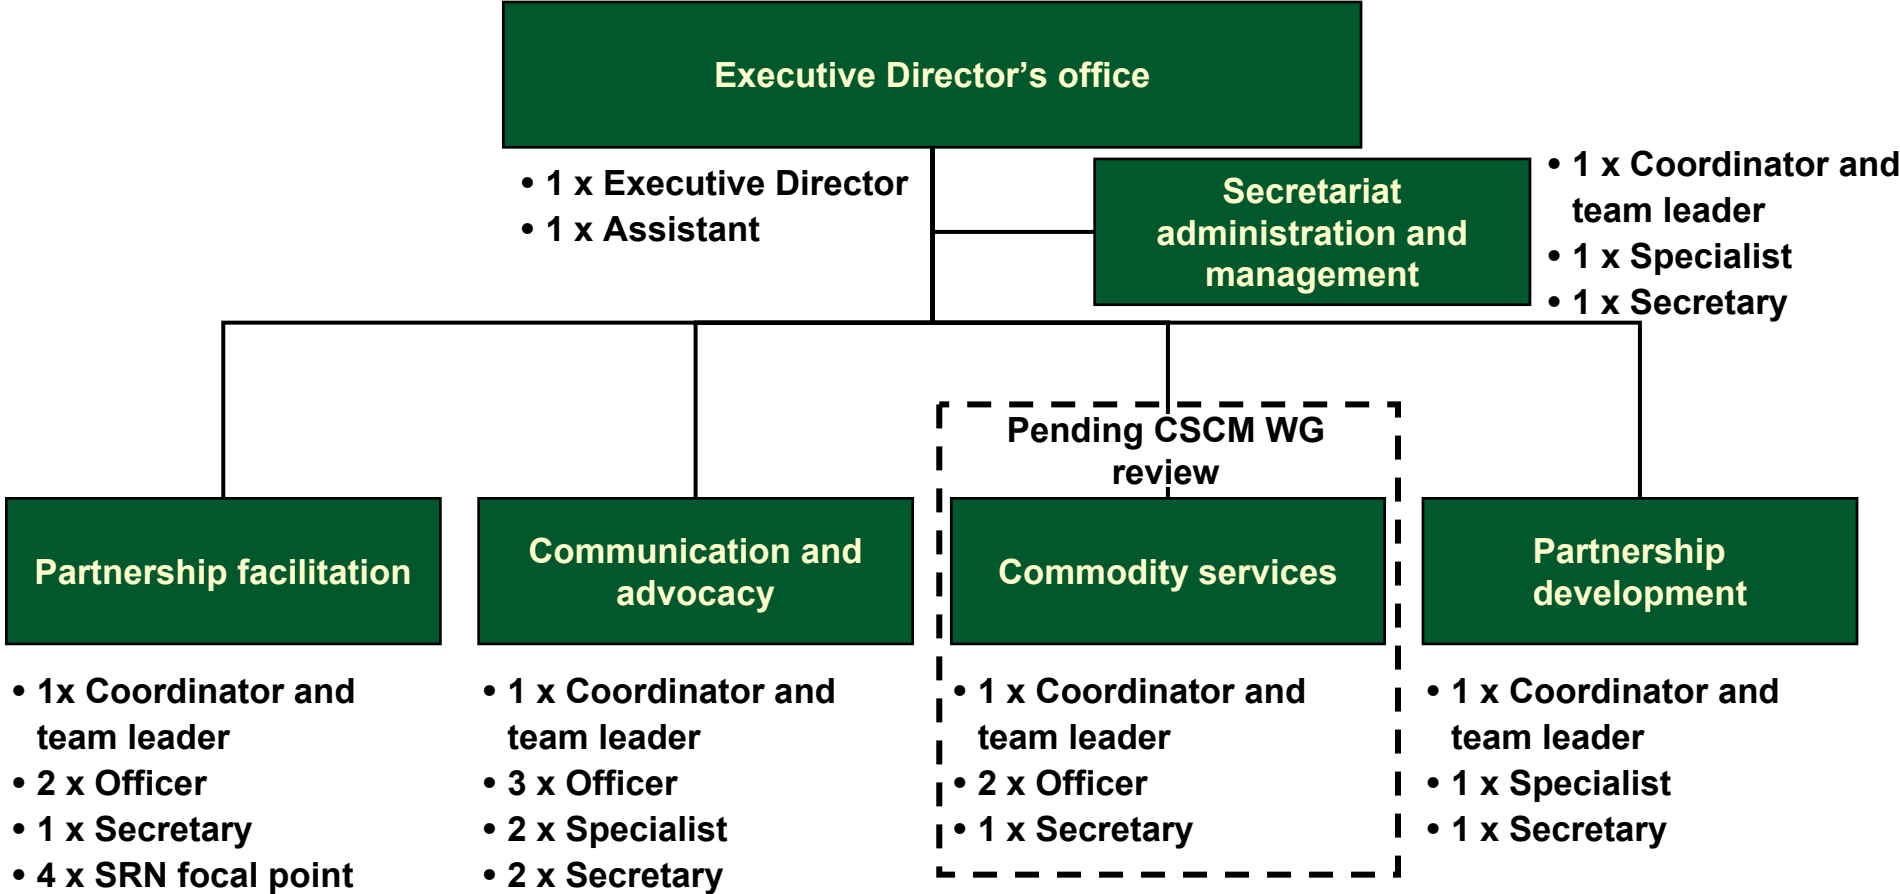 Executive Director’s office
• 1 x Executive Director
• 1 x Assistant
Secretariat
administration and
management
• 1 x Coordinator and
team leader
• 1 x Specialist
• 1 x Secretary
Pending CSCM WG
review
Partnership facilitation
Communication and
advocacy
Commodity services
Partnership
development
• 1x Coordinator and
team leader
• 2 x Officer
• 1 x Secretary
• 4 x SRN focal point
• 1 x Coordinator and
team leader
• 3 x Officer
• 2 x Specialist
• 2 x Secretary
• 1 x Coordinator and
team leader
• 2 x Officer
• 1 x Secretary
• 1 x Coordinator and
team leader
• 1 x Specialist
• 1 x Secretary